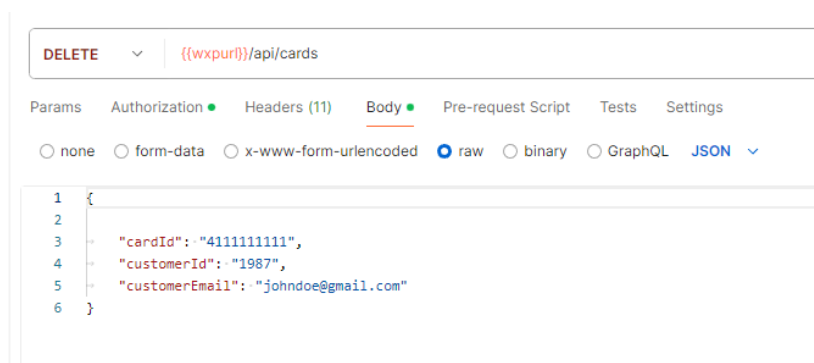 DELETE {{wxpurl}}/api/cards
Params Authorization Headers (11) Body Pre-request Script Tests Settings
none form-data x-www-form-urlencoded raw binary GraphQL JSON
1 {
2
3 "cardId": "4111111111",
4 "customerId": "1987",
5 "customerEmail": "johndoe@gmail.com"
6 }